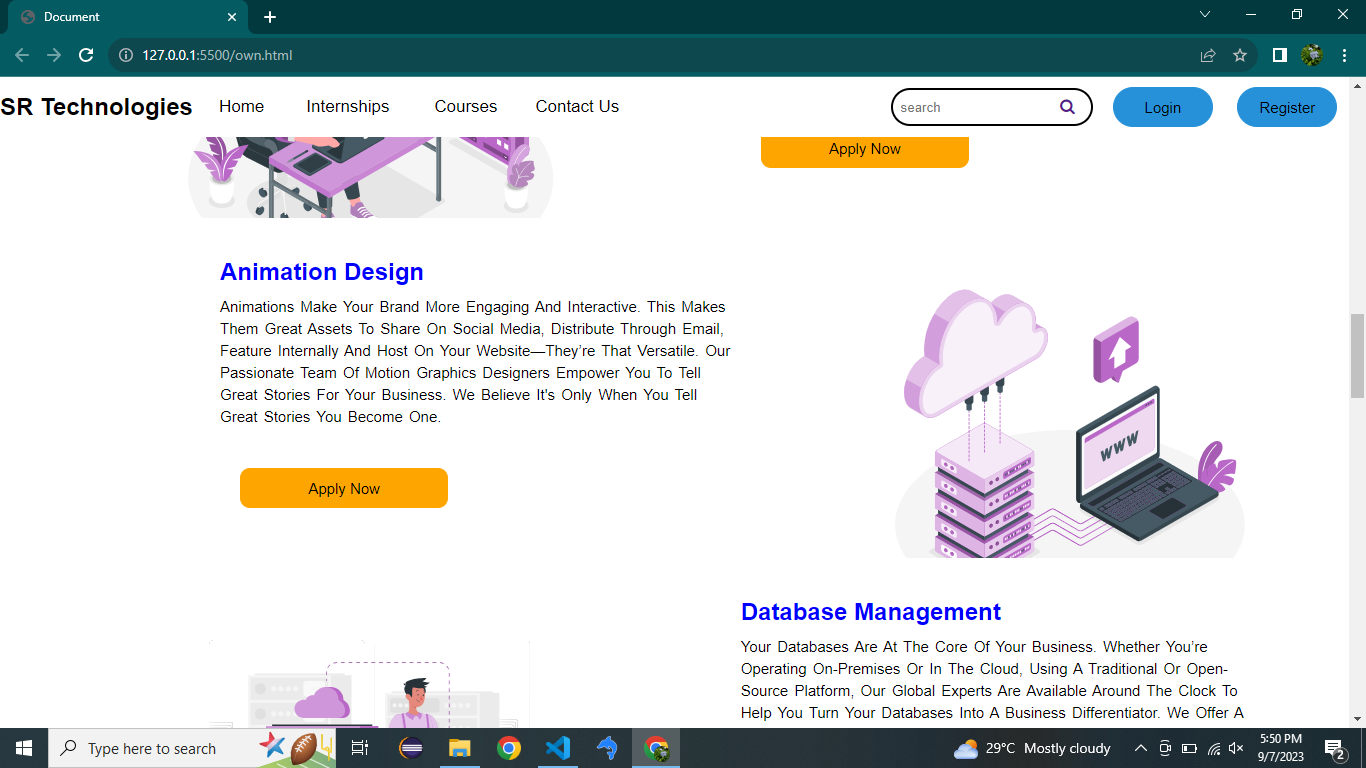 Document
127.0.0.1:5500/own.html
SR Technologies
Home
Internships
Courses
Contact Us
search
Login
Register
Apply Now
Animation Design
Animations Make Your Brand More Engaging And Interactive. This Makes
Them Great Assets To Share On Social Media, Distribute Through Email,
Feature Internally And Host On Your Website—They’re That Versatile. Our
Passionate Team Of Motion Graphics Designers Empower You To Tell
Great Stories For Your Business. We Believe It's Only When You Tell
Great Stories You Become One.
Apply Now
WWW
Database Management
Your Databases Are At The Core Of Your Business. Whether You’re
Operating On-Premises Or In The Cloud, Using A Traditional Or Open-
Source Platform, Our Global Experts Are Available Around The Clock To
Help You Turn Your Databases Into A Business Differentiator. We Offer A
Type here to search
29°C Mostly cloudy
5:50 PM
9/7/2023
2